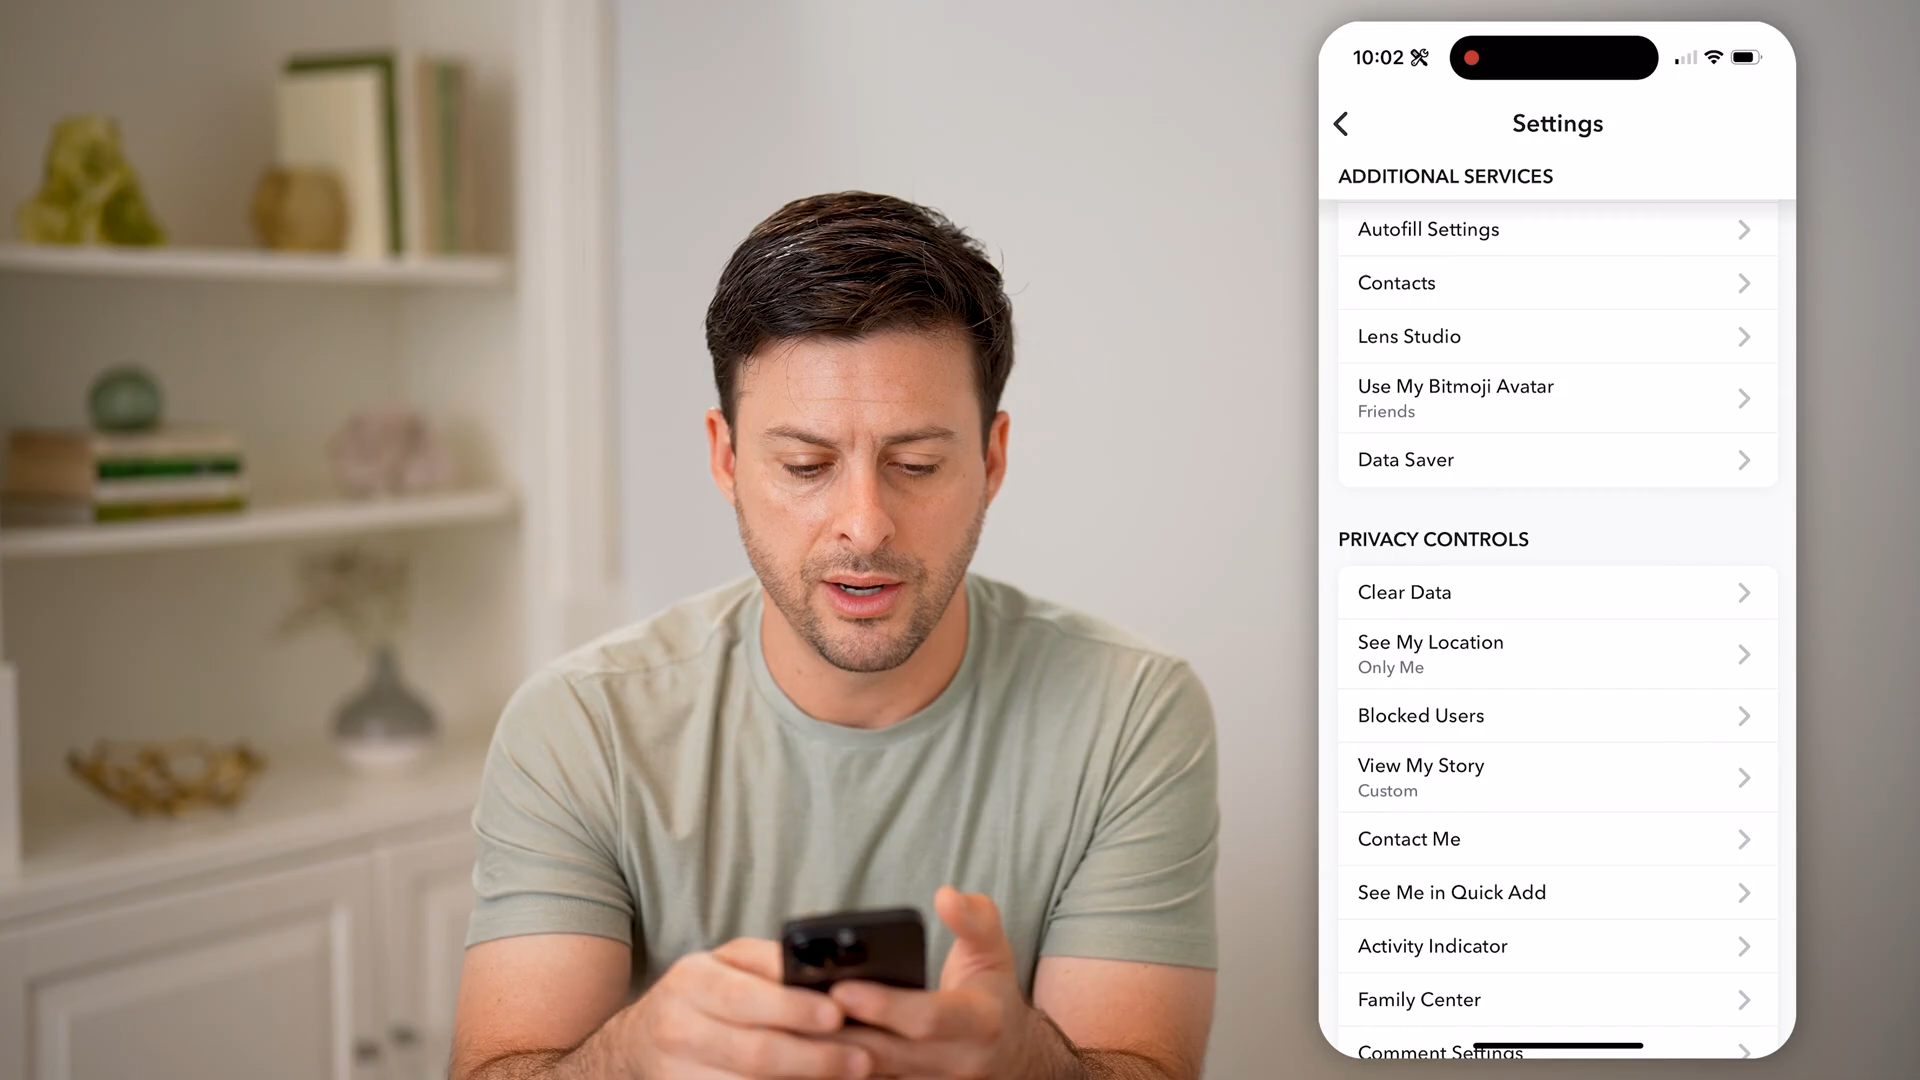 10:02
Settings
ADDITIONAL SERVICES
Autofill Settings
Contacts
Lens Studio
Use My Bitmoji Avatar
Friends
Data Saver
PRIVACY CONTROLS
Clear Data
See My Location
Only Me
Blocked Users
View My Story
Custom
Contact Me
See Me in Quick Add
Activity Indicator
Family Center
Comment Settings